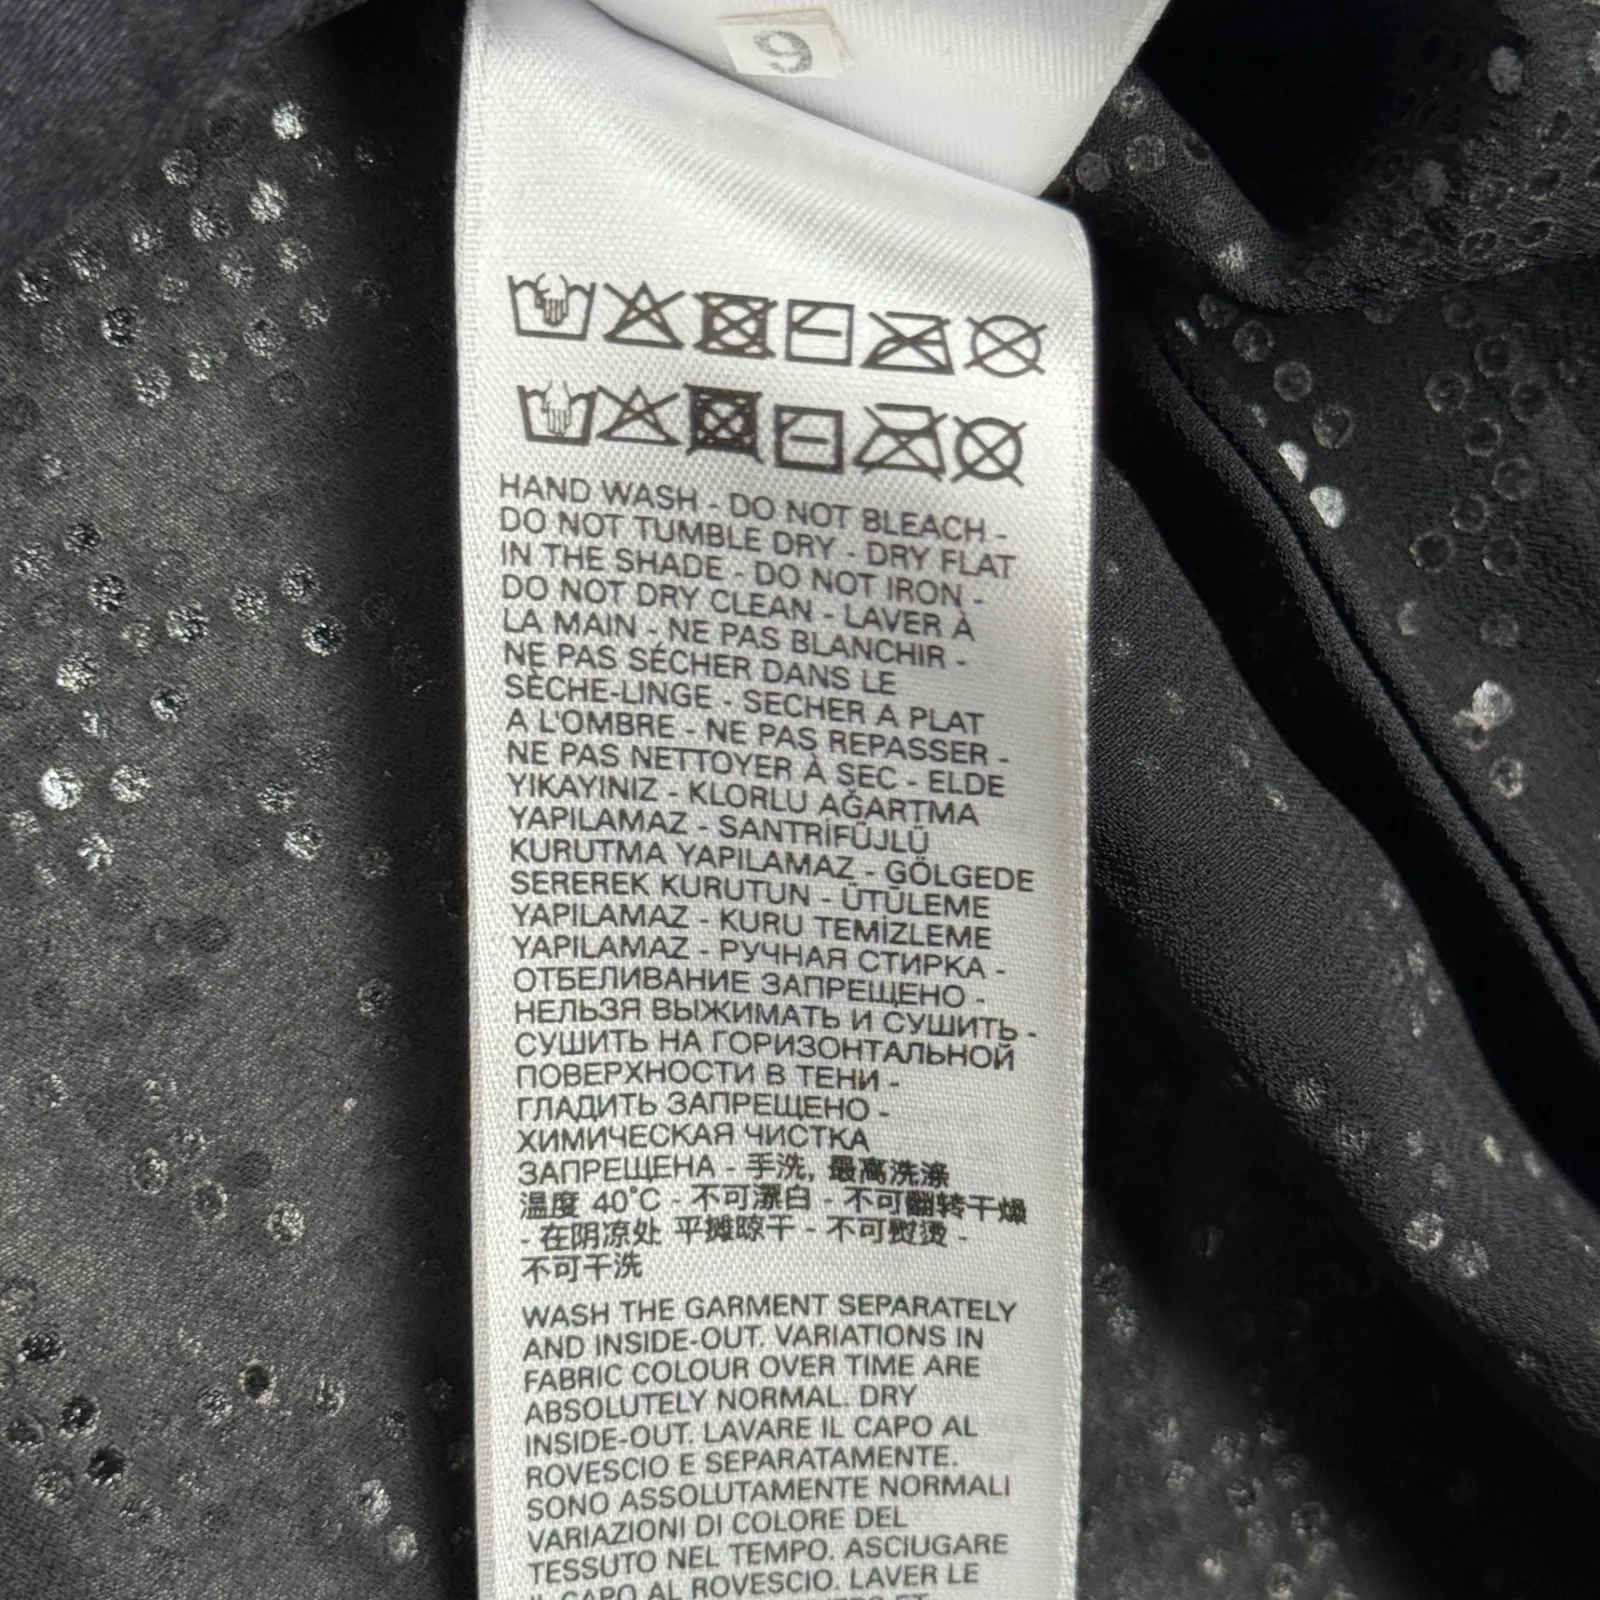 9
HAND WASH - DO NOT BLEACH -
DO NOT TUMBLE DRY - DRY FLAT
IN THE SHADE - DO NOT IRON -
DO NOT DRY CLEAN - LAVER À
LA MAIN - NE PAS BLANCHIR -
NE PAS SÉCHER DANS LE
SÈCHE-LINGE - SECHER A PLAT
A L'OMBRE - NE PAS REPASSER -
NE PAS NETTOYER À SEC - ELDE
YIKAYINIZ - KLORLU AĞARTMA
YAPILAMAZ - SANTRİFÜJLÜ
KURUTMA YAPILAMAZ - GÖLGEDE
SEREREK KURUTUN - ÜTÜLEME
YAPILAMAZ - KURU TEMİZLEME
YAPILAMAZ - РУЧНАЯ СТИРКА -
ОТБЕЛИВАНИЕ ЗАПРЕЩЕНО -
НЕЛЬЗЯ ВЫЖИМАТЬ И СУШИТЬ -
СУШИТЬ НА ГОРИЗОНТАЛЬНОЙ
ПОВЕРХНОСТИ В ТЕНИ -
ГЛАДИТЬ ЗАПРЕЩЕНО -
ХИМИЧЕСКАЯ ЧИСТКА
ЗАПРЕЩЕНА - 手洗, 最高洗涤
温度 40°C - 不可漂白 - 不可翻转干燥
- 在阴凉处 平摊晾干 - 不可熨烫 -
不可干洗
WASH THE GARMENT SEPARATELY
AND INSIDE-OUT. VARIATIONS IN
FABRIC COLOUR OVER TIME ARE
ABSOLUTELY NORMAL. DRY
INSIDE-OUT. LAVARE IL CAPO AL
ROVESCIO E SEPARATAMENTE.
SONO ASSOLUTAMENTE NORMALI
VARIAZIONI DI COLORE DEL
TESSUTO NEL TEMPO. ASCIUGARE
IL CAPO AL ROVESCIO. LAVER LE